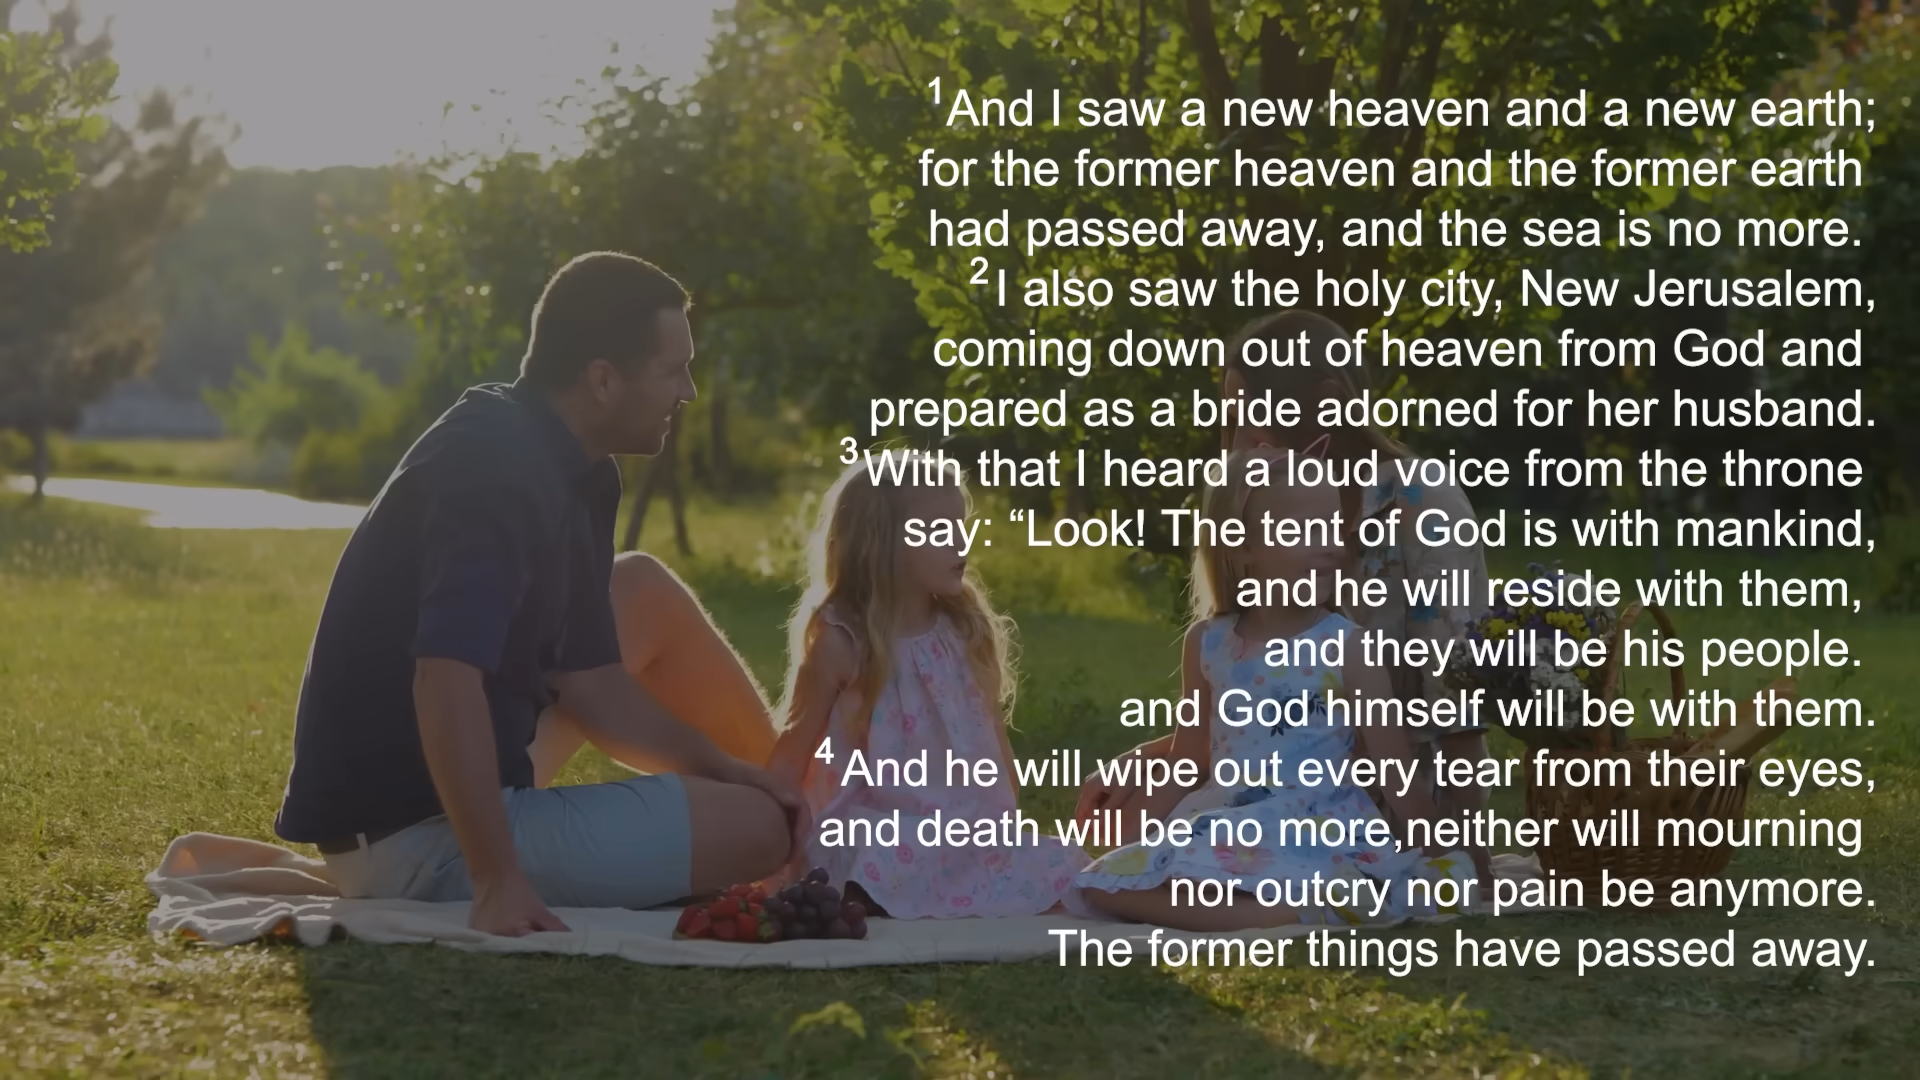 1And I saw a new heaven and a new earth;
for the former heaven and the former earth
had passed away, and the sea is no more.
2I also saw the holy city, New Jerusalem,
coming down out of heaven from God and
prepared as a bride adorned for her husband.
3With that I heard a loud voice from the throne
say: “Look! The tent of God is with mankind,
and he will reside with them,
and they will be his people.
and God himself will be with them.
4And he will wipe out every tear from their eyes,
and death will be no more,neither will mourning
nor outcry nor pain be anymore.
The former things have passed away.